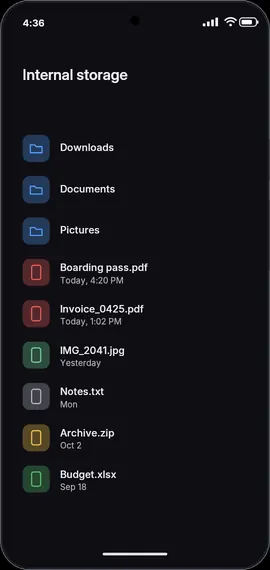 4:36
Internal storage
Downloads
Documents
Pictures
Boarding pass.pdf
Today, 4:20 PM
Invoice_0425.pdf
Today, 1:02 PM
IMG_2041.jpg
Yesterday
Notes.txt
Mon
Archive.zip
Oct 2
Budget.xlsx
Sep 18